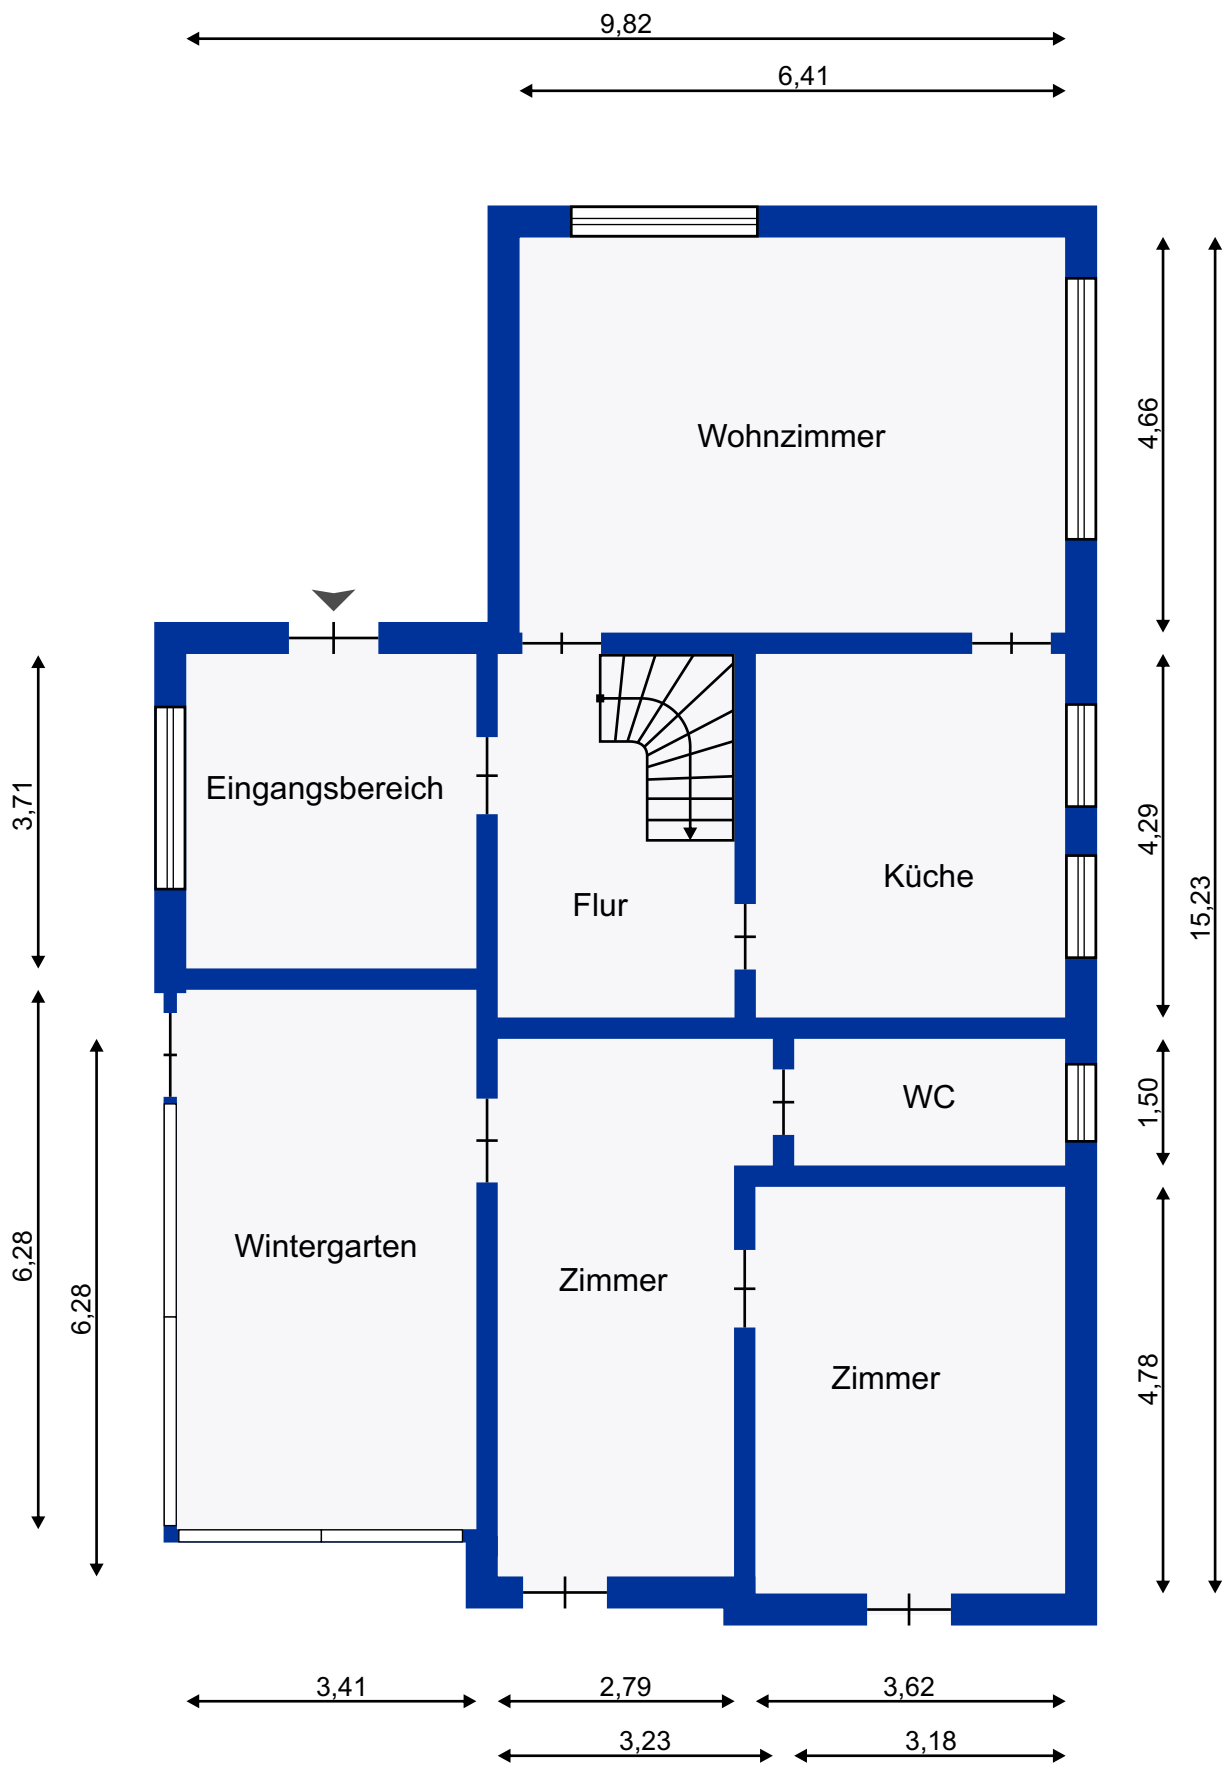 9,82
6,41
Wohnzimmer
4,66
Eingangsbereich
3,71
Flur
Küche
4,29
15,23
WC
1,50
Wintergarten
6,28
6,28
Zimmer
Zimmer
4,78
3,41
2,79
3,62
3,23
3,18